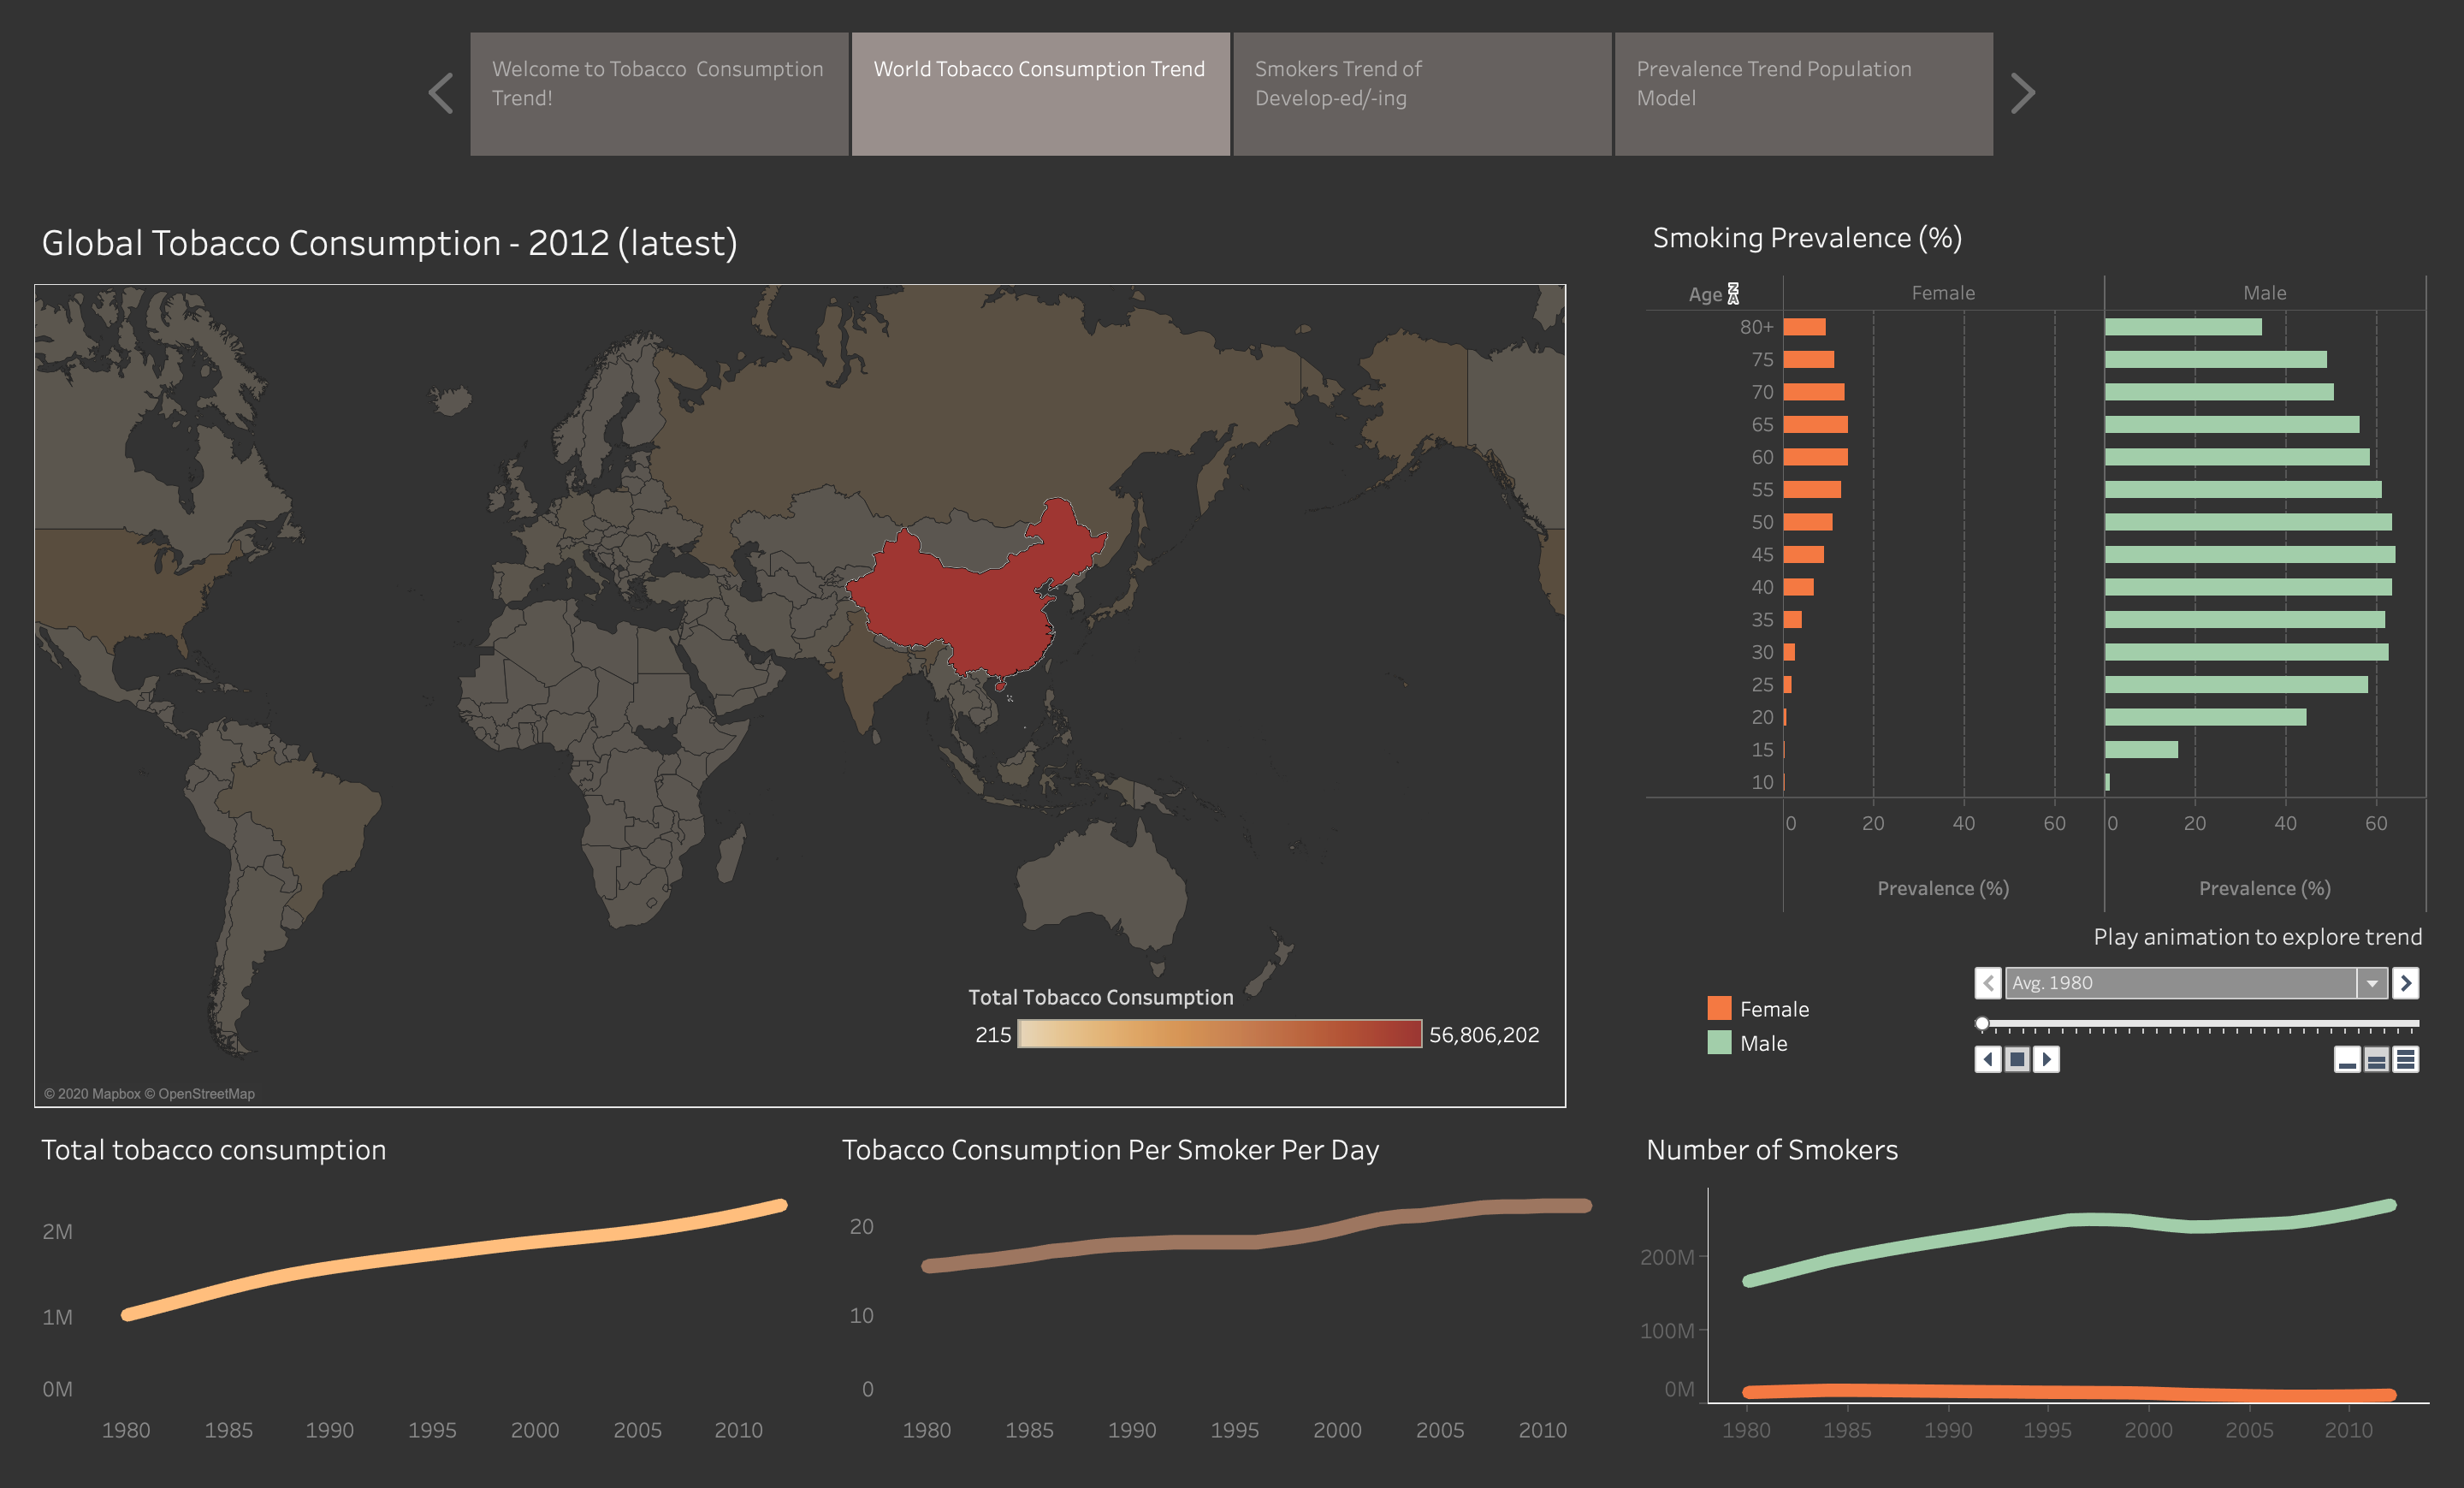 Welcome to Tobacco Consumption
Trend!
World Tobacco Consumption Trend
Smokers Trend of
Develop-ed/-ing
Prevalence Trend Population
Model
Global Tobacco Consumption - 2012 (latest)
Total Tobacco Consumption
215
56,806,202
© 2020 Mapbox © OpenStreetMap
Smoking Prevalence (%)
Age
Female
Male
80+
75
70
65
60
55
50
45
40
35
30
25
20
15
10
0 20 40 60 0 20 40 60
Prevalence (%) Prevalence (%)
Play animation to explore trend
Avg. 1980
Female
Male
Total tobacco consumption
2M
1M
0M
1980 1985 1990 1995 2000 2005 2010
Tobacco Consumption Per Smoker Per Day
20
10
0
1980 1985 1990 1995 2000 2005 2010
Number of Smokers
200M
100M
0M
1980 1985 1990 1995 2000 2005 2010